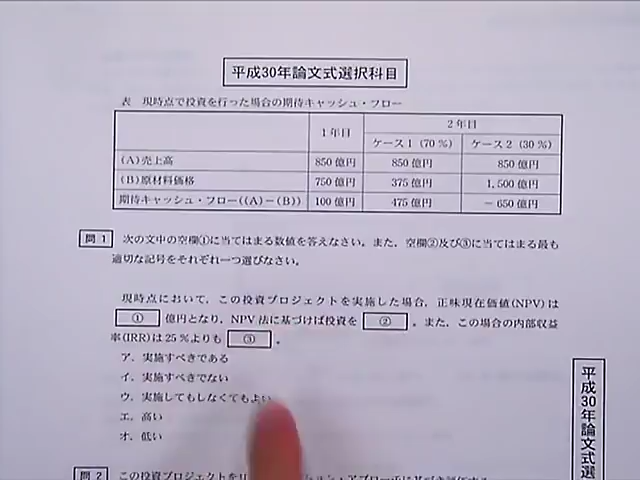 平成30年論文式選択科目
表 現時点で投資を行った場合の期待キャッシュ・フロー
1年目
2年目
ケース1(70%)
ケース2(30%)
(A)売上高 850億円 850億円 850億円
(B)原材料価格 750億円 375億円 1,500億円
期待キャッシュ・フロー((A)-(B)) 100億円 475億円 -650億円
問1 次の文中の空欄①に当てはまる数値を答えなさい。また，空欄②及び③に当てはまる最も
適切な記号をそれぞれ一つ選びなさい。
現時点において，この投資プロジェクトを実施した場合，正味現在価値(NPV)は
① 億円となり，NPV法に基づけば投資を ② 。また，この場合の内部収益
率(IRR)は25%よりも ③ 。
ア．実施すべきである
イ．実施すべきでない
ウ．実施してもしなくてもよい
エ．高い
オ．低い
問2 この投資プロジェクトを
平成30年論文式選